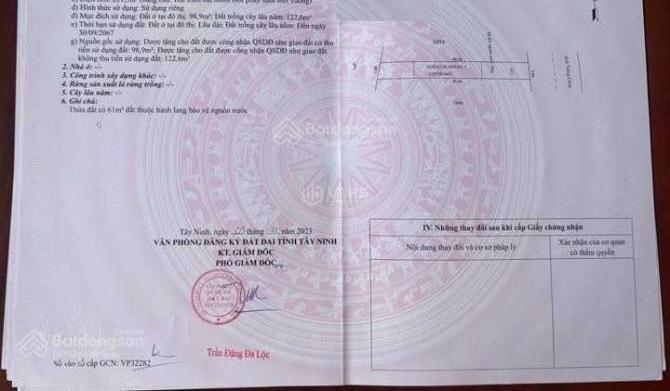 d) Hình thức sử dụng: Sử dụng riêng
đ) Mục đích sử dụng: Đất ở tại đô thị: 98,9m²; Đất trồng cây lâu năm: 122,6m²
e) Thời hạn sử dụng đất: Đất ở tại đô thị: Lâu dài; Đất trồng cây lâu năm: Đến ngày
30/09/2067
g) Nguồn gốc sử dụng: Được tặng cho đất được công nhận QSDĐ như giao đất có thu
tiền sử dụng đất: 98,9m²; Được tặng cho đất được công nhận QSDĐ như giao đất
không thu tiền sử dụng đất: 122,6m²
2. Nhà ở: -/-
3. Công trình xây dựng khác: -/-
4. Rừng sản xuất là rừng trồng: -/-
5. Cây lâu năm: -/-
6. Ghi chú:
Thửa đất có 61m² đất thuộc hành lang bảo vệ nguồn nước
Batdongsan
Tây Ninh, ngày tháng năm 2023
VĂN PHÒNG ĐĂNG KÝ ĐẤT ĐAI TỈNH TÂY NINH
KT. GIÁM ĐỐC
PHÓ GIÁM ĐỐC
Trần Đặng Đa Lộc
Số vào sổ cấp GCN: VP32282
IV. Những thay đổi sau khi cấp Giấy chứng nhận
Nội dung thay đổi và cơ sở pháp lý
Xác nhận của cơ quan
có thẩm quyền
Batdongsan
Batdongsan